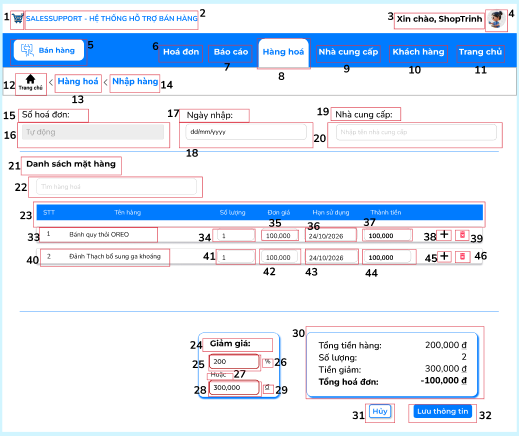 1 SALESSUPPORT - HỆ THỐNG HỖ TRỢ BÁN HÀNG 2
3 Xin chào, ShopTrinh 4
Bán hàng 5 6 Hoá đơn Báo cáo Hàng hoá Nhà cung cấp Khách hàng Trang chủ
7 8 9 10 11
12 Trang chủ < Hàng hoá < Nhập hàng 14
13
15 Số hoá đơn: 17 Ngày nhập: 19 Nhà cung cấp:
16 Tự động dd/mm/yyyy 20 Nhập tên nhà cung cấp
18
21 Danh sách mặt hàng
22 Tìm hàng hoá
23 STT Tên hàng Số lượng Đơn giá Hạn sử dụng Thành tiền
35 36 37
33 1 Bánh quy thỏi OREO 34 1 100,000 24/10/2026 100,000 38 + 39
40 2 Đảnh Thạch bổ sung ga khoáng 41 1 100,000 24/10/2026 100,000 45 + 46
42 43 44
24 Giảm giá: 30
25 200 % 26
Hoặc 27
28 300,000 đ 29
Tổng tiền hàng: 200,000 đ
Số lượng: 2
Tiền giảm: 300,000 đ
Tổng hoá đơn: -100,000 đ
31 Hủy Lưu thông tin 32